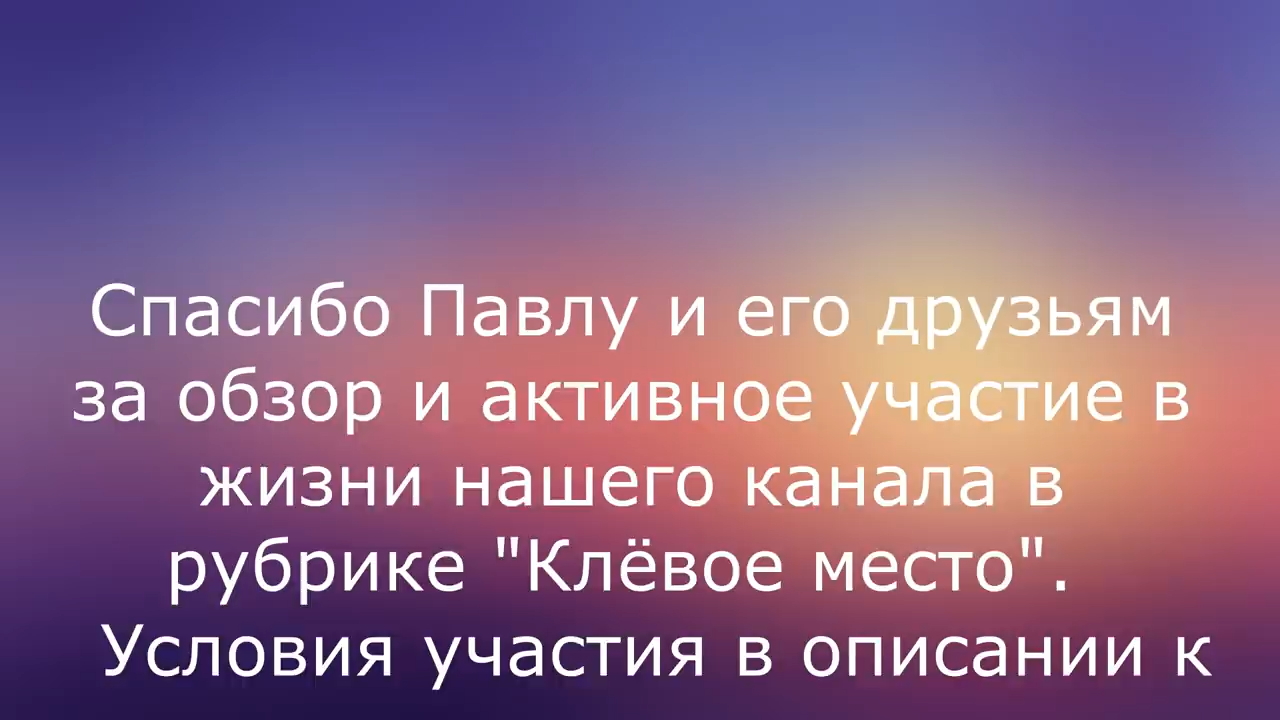 Спасибо Павлу и его друзьям
за обзор и активное участие в
жизни нашего канала в
рубрике "Клёвое место".
Условия участия в описании к